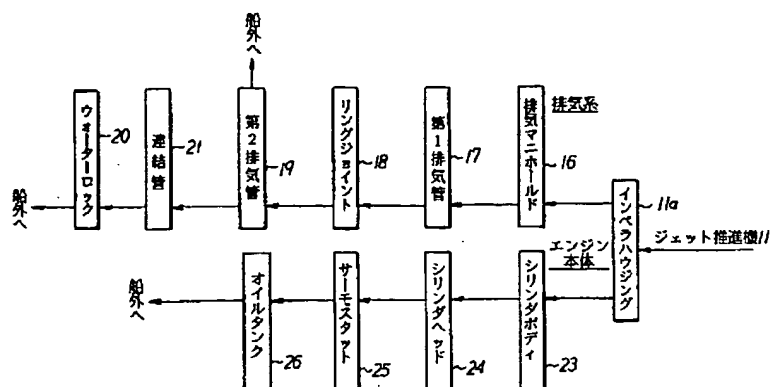 船外へ
ウォーターロック
20
連結管
21
船外へ
第2排気管
19
リングジョイント
18
第1排気管
17
排気マニホールド
16
排気系
インペラハウジング
11a
ジェット推進機11
エンジン
本体
シリンダボディ
23
シリンダヘッド
24
サーモスタット
25
オイルタンク
26
船外へ